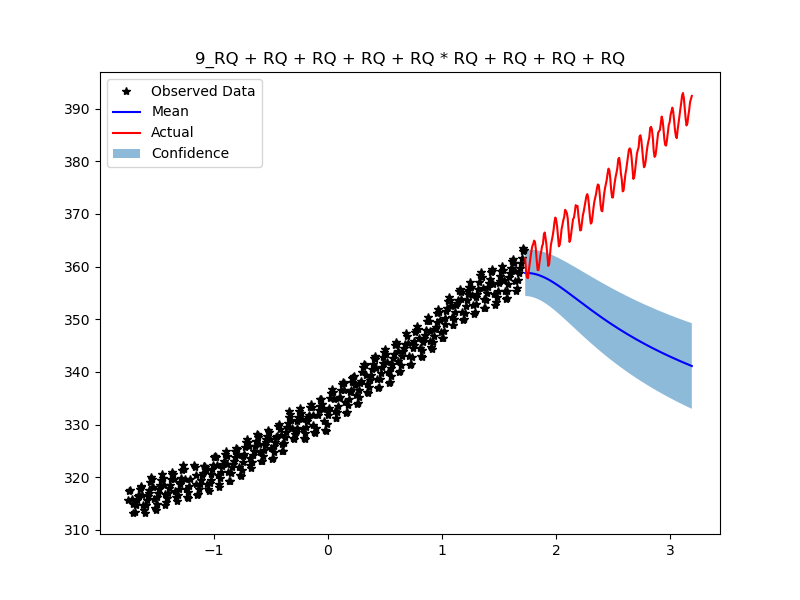 9_RQ + RQ + RQ + RQ + RQ * RQ + RQ + RQ + RQ
Observed Data
Mean
Actual
Confidence
390
380
370
360
350
340
330
320
310
−1
0
1
2
3